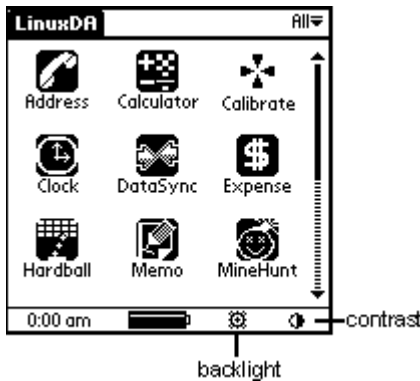 LinuxDA All
Address Calculator Calibrate
Clock DataSync Expense
Hardball Memo MineHunt
0:00 am contrast
backlight